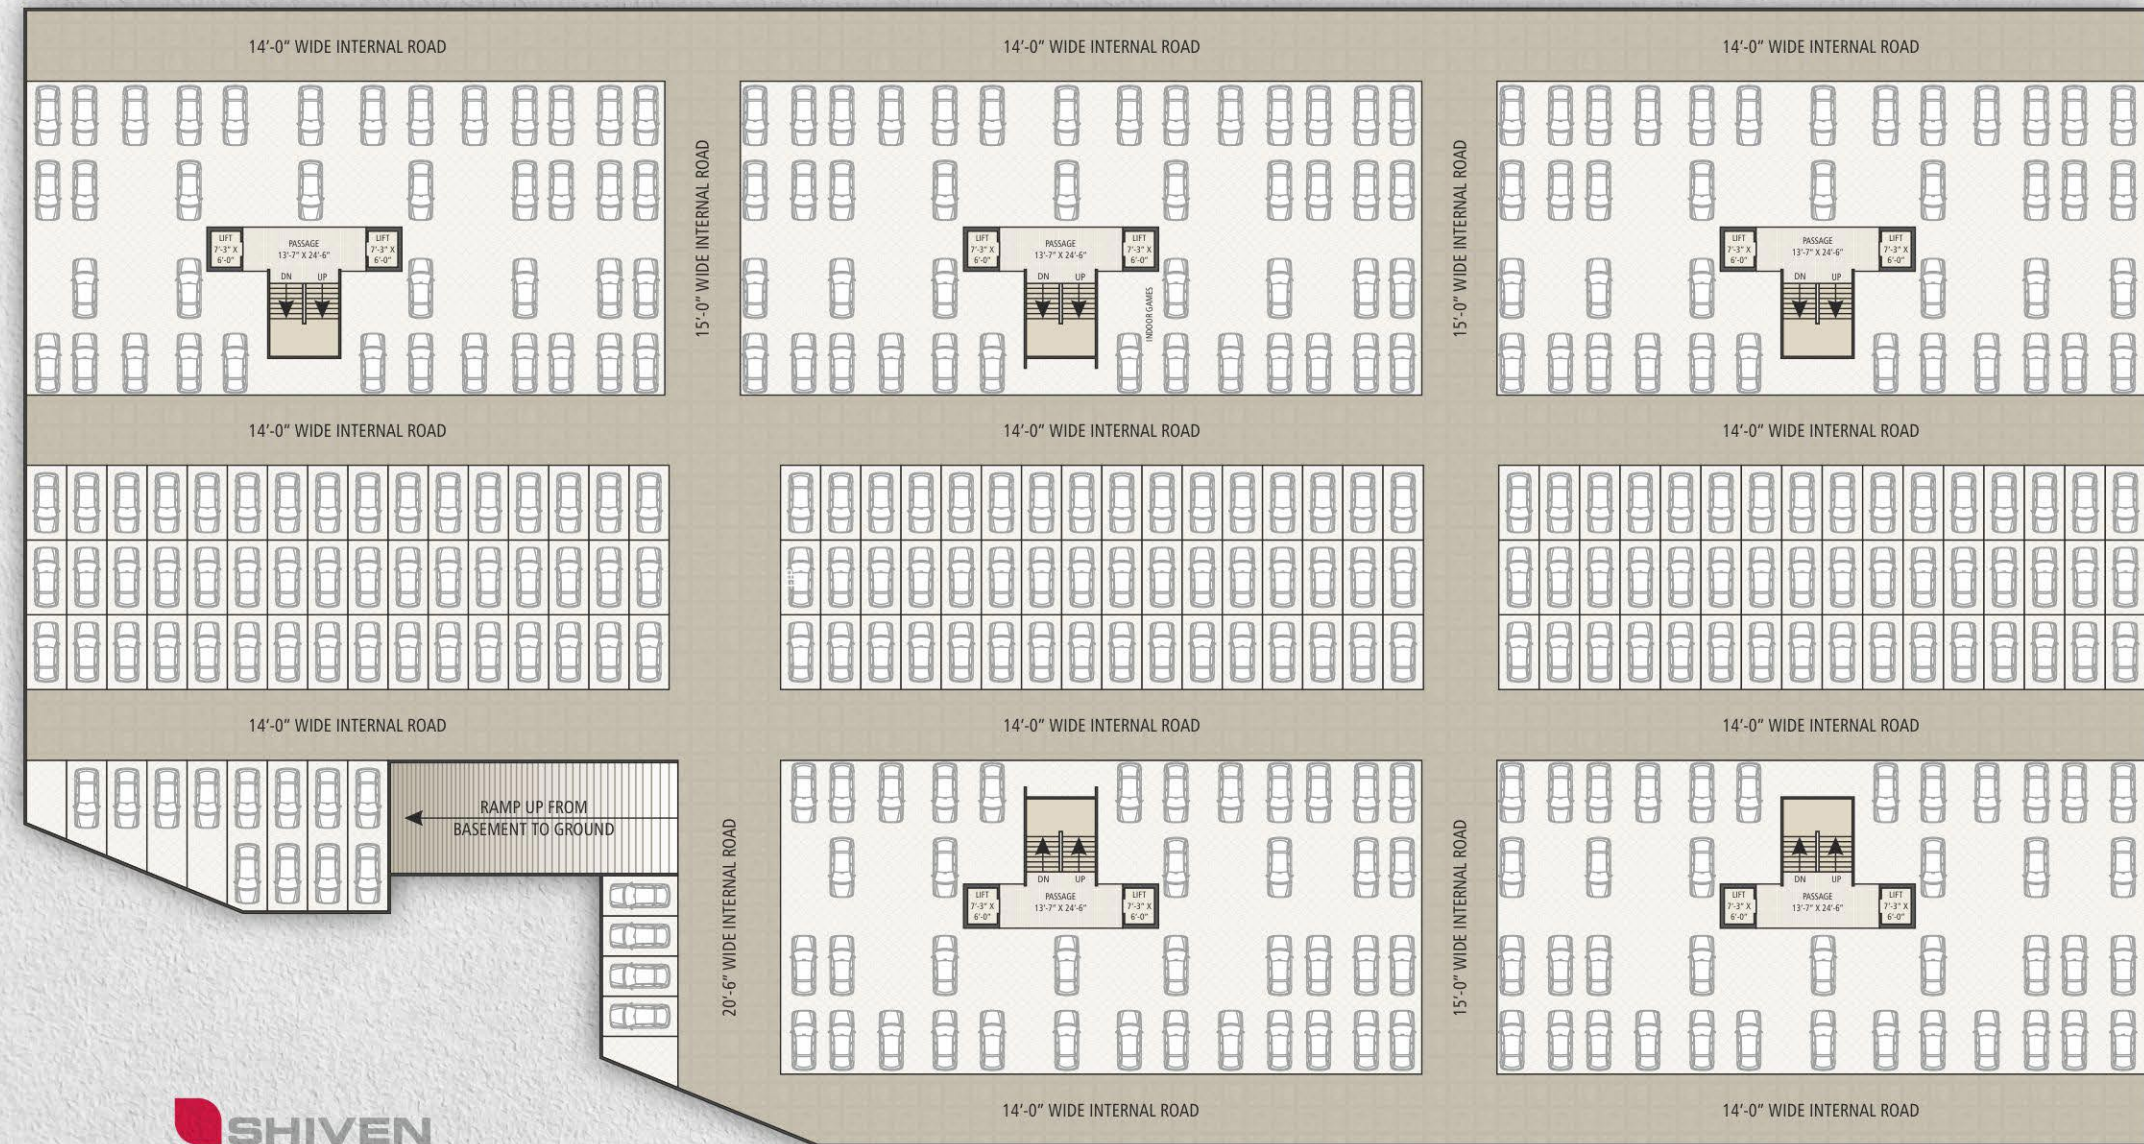 14'-0" WIDE INTERNAL ROAD
14'-0" WIDE INTERNAL ROAD
14'-0" WIDE INTERNAL ROAD
15'-0" WIDE INTERNAL ROAD
15'-0" WIDE INTERNAL ROAD
LIFT
7'-3" X
6'-0"
PASSAGE
13'-7" X 24'-6"
LIFT
7'-3" X
6'-0"
DN
UP
LIFT
7'-3" X
6'-0"
PASSAGE
13'-7" X 24'-6"
LIFT
7'-3" X
6'-0"
DN
UP
INDOOR GAMES
LIFT
7'-3" X
6'-0"
PASSAGE
13'-7" X 24'-6"
LIFT
7'-3" X
6'-0"
DN
UP
14'-0" WIDE INTERNAL ROAD
14'-0" WIDE INTERNAL ROAD
14'-0" WIDE INTERNAL ROAD
14'-0" WIDE INTERNAL ROAD
14'-0" WIDE INTERNAL ROAD
14'-0" WIDE INTERNAL ROAD
RAMP UP FROM
BASEMENT TO GROUND
20'-6" WIDE INTERNAL ROAD
15'-0" WIDE INTERNAL ROAD
DN
UP
LIFT
7'-3" X
6'-0"
PASSAGE
13'-7" X 24'-6"
LIFT
7'-3" X
6'-0"
DN
UP
LIFT
7'-3" X
6'-0"
PASSAGE
13'-7" X 24'-6"
LIFT
7'-3" X
6'-0"
14'-0" WIDE INTERNAL ROAD
14'-0" WIDE INTERNAL ROAD
SHIVEN